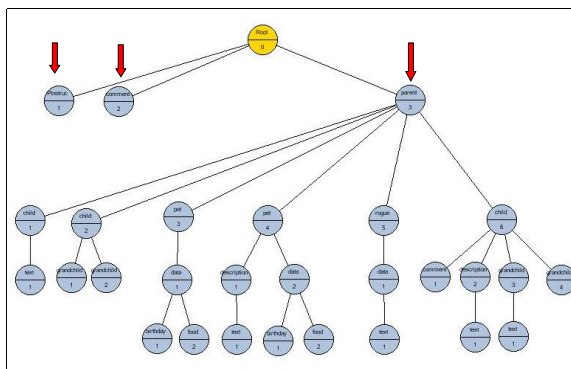 Root
0
PInstruc
1
comment
2
parent
3
child
1
child
2
pet
3
pet
4
rogue
5
child
6
text
1
grandchild
1
grandchild
2
data
1
description
1
data
2
data
1
comment
1
description
2
grandchild
3
grandchild
4
birthday
1
food
2
text
1
birthday
1
food
2
text
1
text
1
text
1